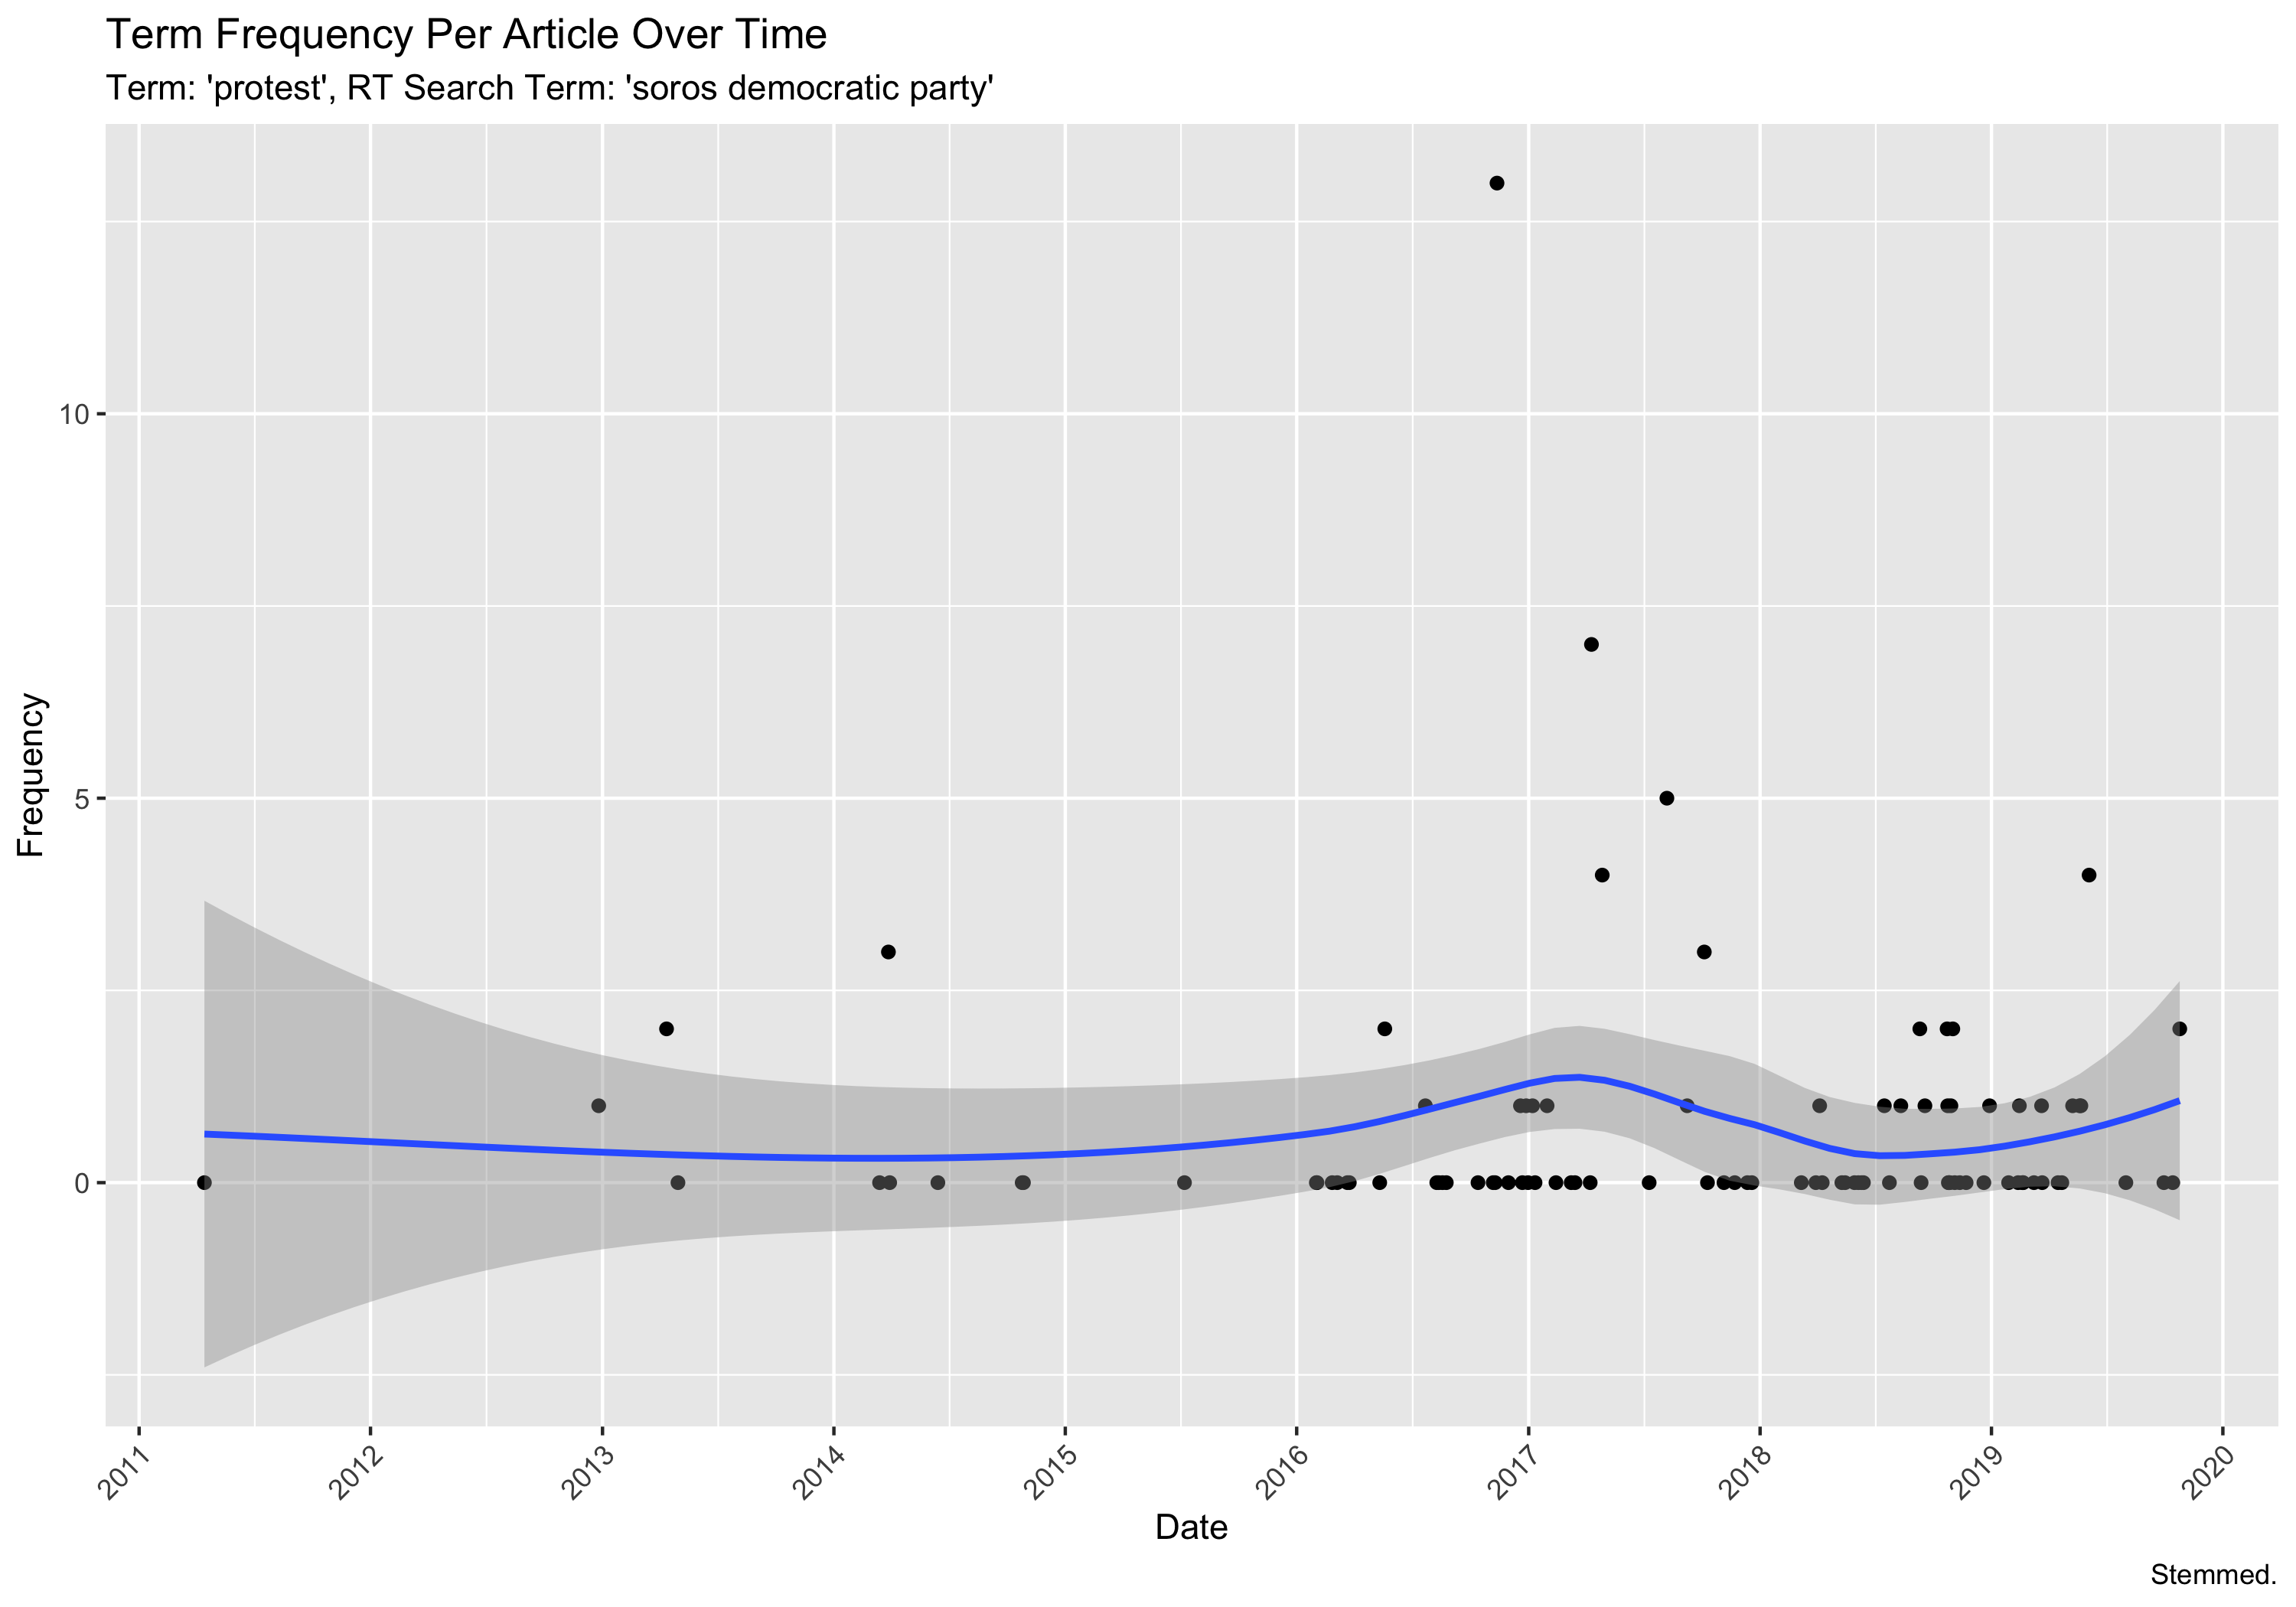 Term Frequency Per Article Over Time
Term: 'protest', RT Search Term: 'soros democratic party'
Frequency
10
5
0
2011 2012 2013 2014 2015 2016 2017 2018 2019 2020
Date
Stemmed.